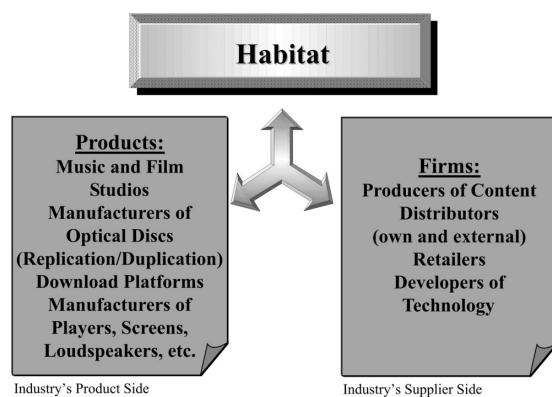 Habitat
Products:
Music and Film
Studios
Manufacturers of
Optical Discs
(Replication/Duplication)
Download Platforms
Manufacturers of
Players, Screens,
Loudspeakers, etc.
Industry's Product Side
Firms:
Producers of Content
Distributors
(own and external)
Retailers
Developers of
Technology
Industry's Supplier Side